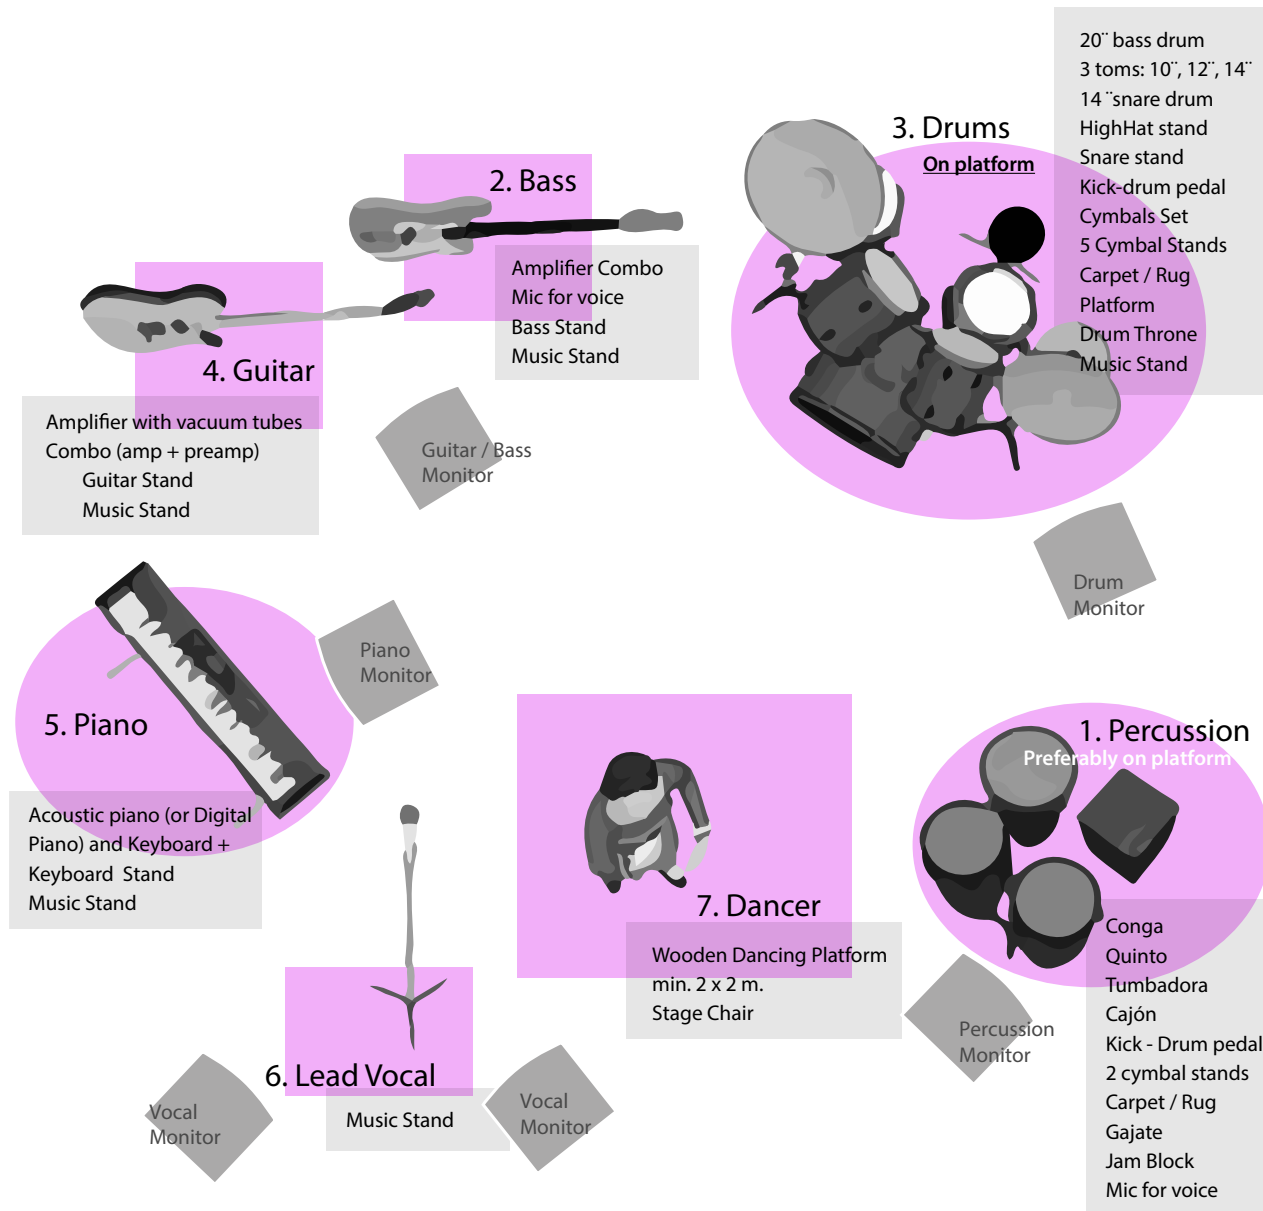 3. Drums
On platform
20¨ bass drum
3 toms: 10¨, 12¨, 14¨
14 ¨snare drum
HighHat stand
Snare stand
Kick-drum pedal
Cymbals Set
5 Cymbal Stands
Carpet / Rug
Platform
Drum Throne
Music Stand
2. Bass
Amplifier Combo
Mic for voice
Bass Stand
Music Stand
4. Guitar
Amplifier with vacuum tubes
Combo (amp + preamp)
Guitar Stand
Music Stand
Guitar / Bass
Monitor
Drum
Monitor
Piano
Monitor
5. Piano
Acoustic piano (or Digital
Piano) and Keyboard +
Keyboard  Stand
Music Stand
1. Percussion
Preferably on platform
Conga
Quinto
Tumbadora
Cajón
Kick - Drum pedal
2 cymbal stands
Carpet / Rug
Gajate
Jam Block
Mic for voice
7. Dancer
Wooden Dancing Platform
min. 2 x 2 m.
Stage Chair
Percussion
Monitor
6. Lead Vocal
Music Stand
Vocal
Monitor
Vocal
Monitor